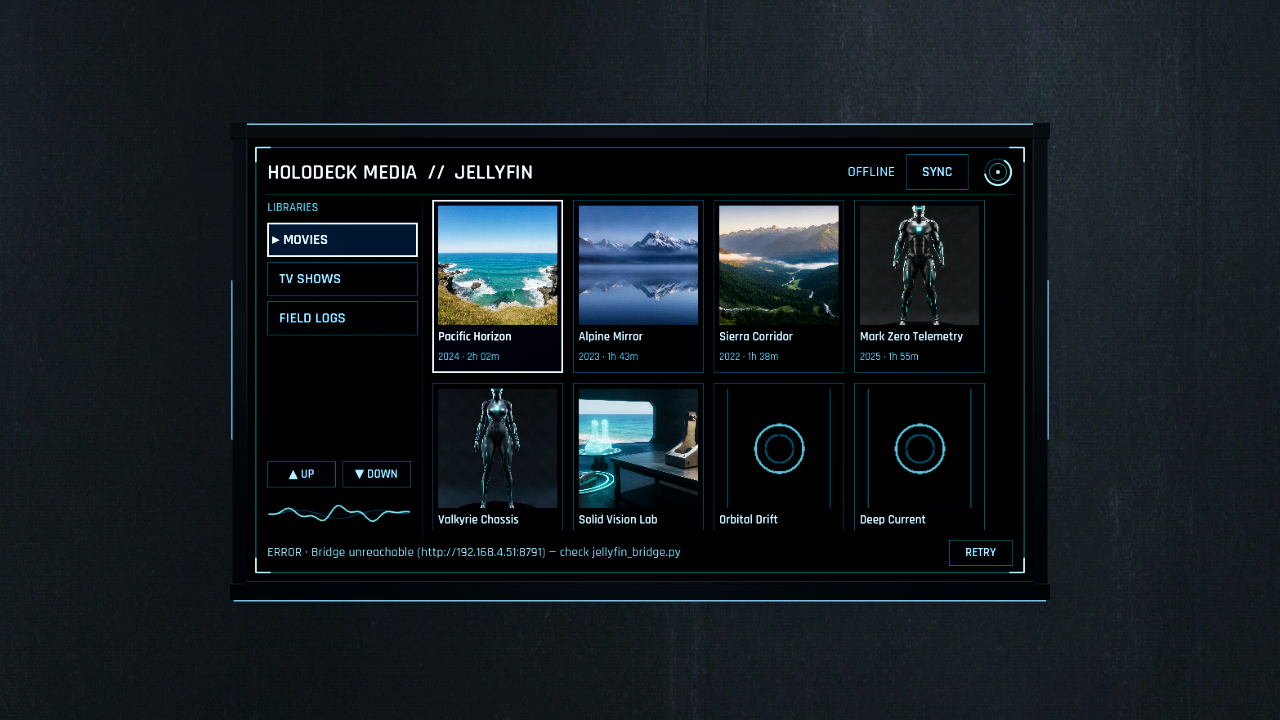 HOLODECK MEDIA // JELLYFIN
OFFLINE
SYNC
LIBRARIES
▶ MOVIES
TV SHOWS
FIELD LOGS
▲ UP
▼ DOWN
Pacific Horizon
2024 · 2h 02m
Alpine Mirror
2023 · 1h 43m
Sierra Corridor
2022 · 1h 38m
Mark Zero Telemetry
2025 · 1h 55m
Valkyrie Chassis
Solid Vision Lab
Orbital Drift
Deep Current
ERROR · Bridge unreachable (http://192.168.4.51:8791) — check jellyfin_bridge.py
RETRY